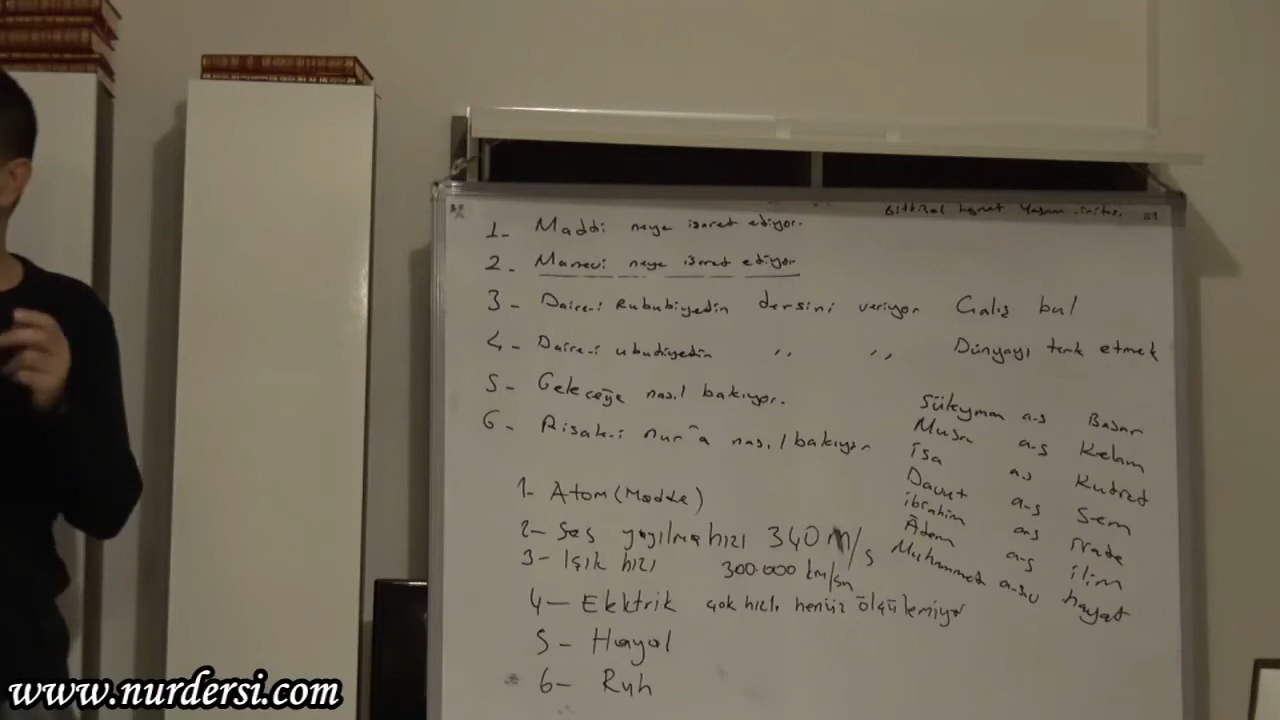 1- Maddi neye işaret ediyor.
2- Manevi neye işaret ediyor
3- Daire-i Rububiyedin dersini veriyor Çalış bul
4- Daire-i ubudiyedin ,, ,, Dünyayı terk etmek
5- Geleceğe nasıl bakıyor.
6- Risale-i nur'a nasıl bakıyor
Süleyman a.s Basar
Musa a.s Kelam
İsa a.s Kudret
Davut a.s Sem
İbrahim a.s İrade
Âdem a.s ilim
Muhammed a.s.v hayat
1- Atom (Madde)
2- Ses yayılma hızı 340 m/s
3- Işık hızı 300.000 km/sn
4- Elektrik çok hızlı henüz ölçülemiyor
5- Hayal
6- Ruh
www.nurdersi.com